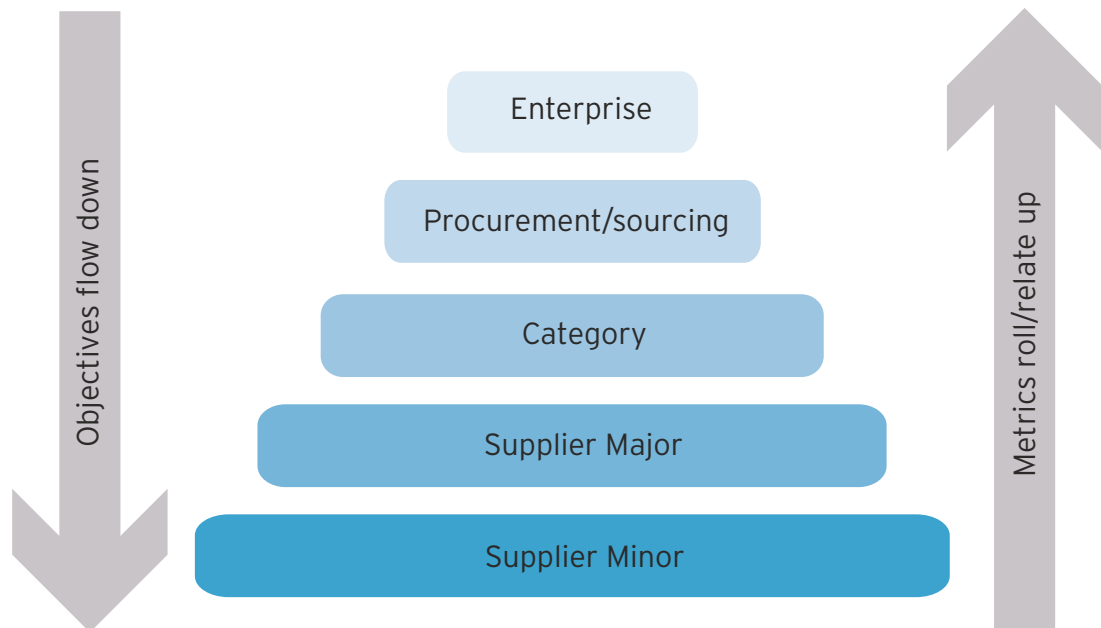 Objectives flow down
Enterprise
Procurement/sourcing
Category
Supplier Major
Supplier Minor
Metrics roll/relate up